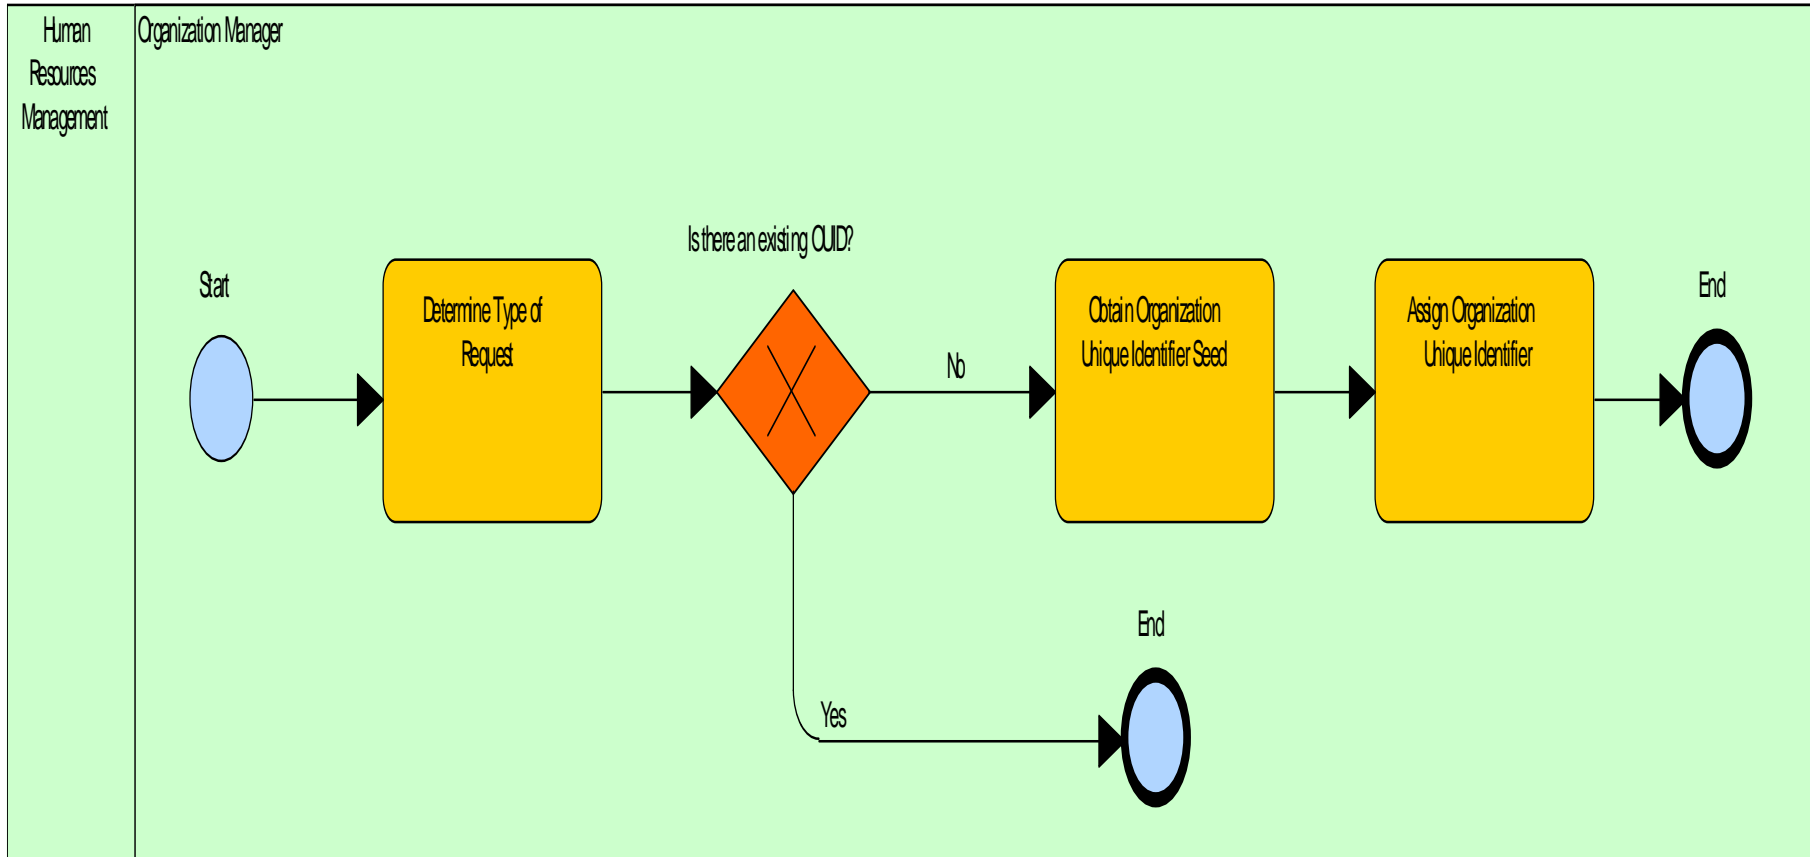 Human
Resources
Management
Organization Manager
Start
Determine Type of
Request
Is there an existing OUID?
No
Obtain Organization
Unique Identifier Seed
Assign Organization
Unique Identifier
End
Yes
End